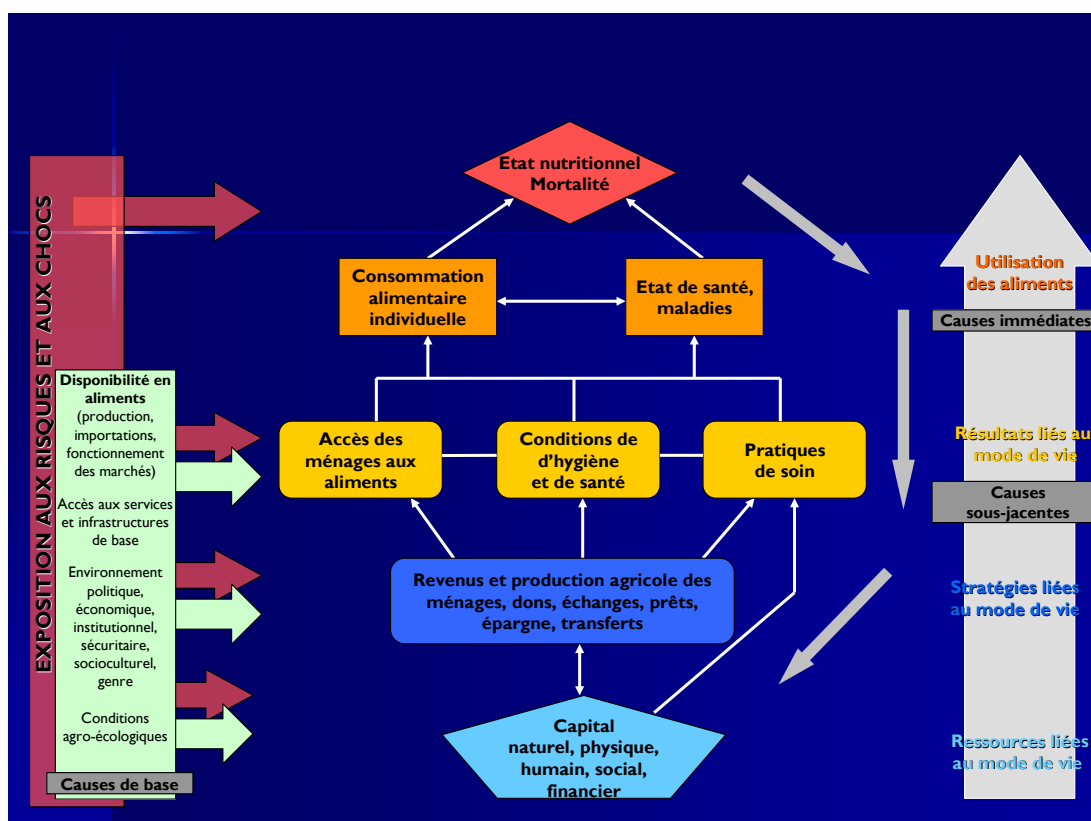 EXPOSITION AUX RISQUES ET AUX CHOCS
Disponibilité en
aliments
(production,
importations,
fonctionnement
des marchés)
Accès aux services
et infrastructures
de base
Environnement
politique,
économique,
institutionnel,
sécuritaire,
socioculturel,
genre
Conditions
agro-écologiques
Causes de base
Etat nutritionnel
Mortalité
Consommation
alimentaire
individuelle
Etat de santé,
maladies
Accès des
ménages aux
aliments
Conditions de
d’hygiène
et de santé
Pratiques
de soin
Revenus et production agricole des
ménages, dons, échanges, prêts,
épargne, transferts
Capital
naturel, physique,
humain, social,
financier
Utilisation
des aliments
Causes immédiates
Résultats liés au
mode de vie
Causes
sous-jacentes
Stratégies liées
au mode de vie
Ressources liées
au mode de vie